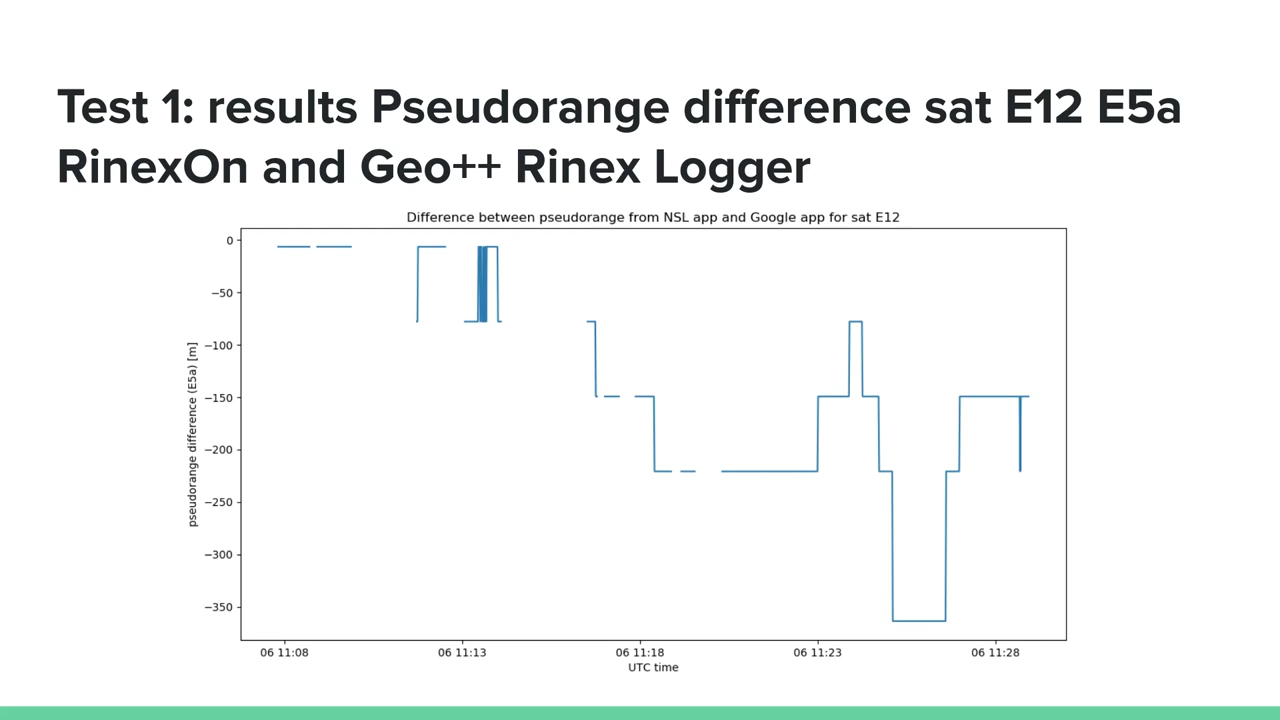 Test 1: results Pseudorange difference sat E12 E5a
RinexOn and Geo++ Rinex Logger
Difference between pseudorange from NSL app and Google app for sat E12
0
−50
−100
−150
−200
−250
−300
−350
pseudorange difference (E5a) [m]
06 11:08
06 11:13
06 11:18
06 11:23
06 11:28
UTC time